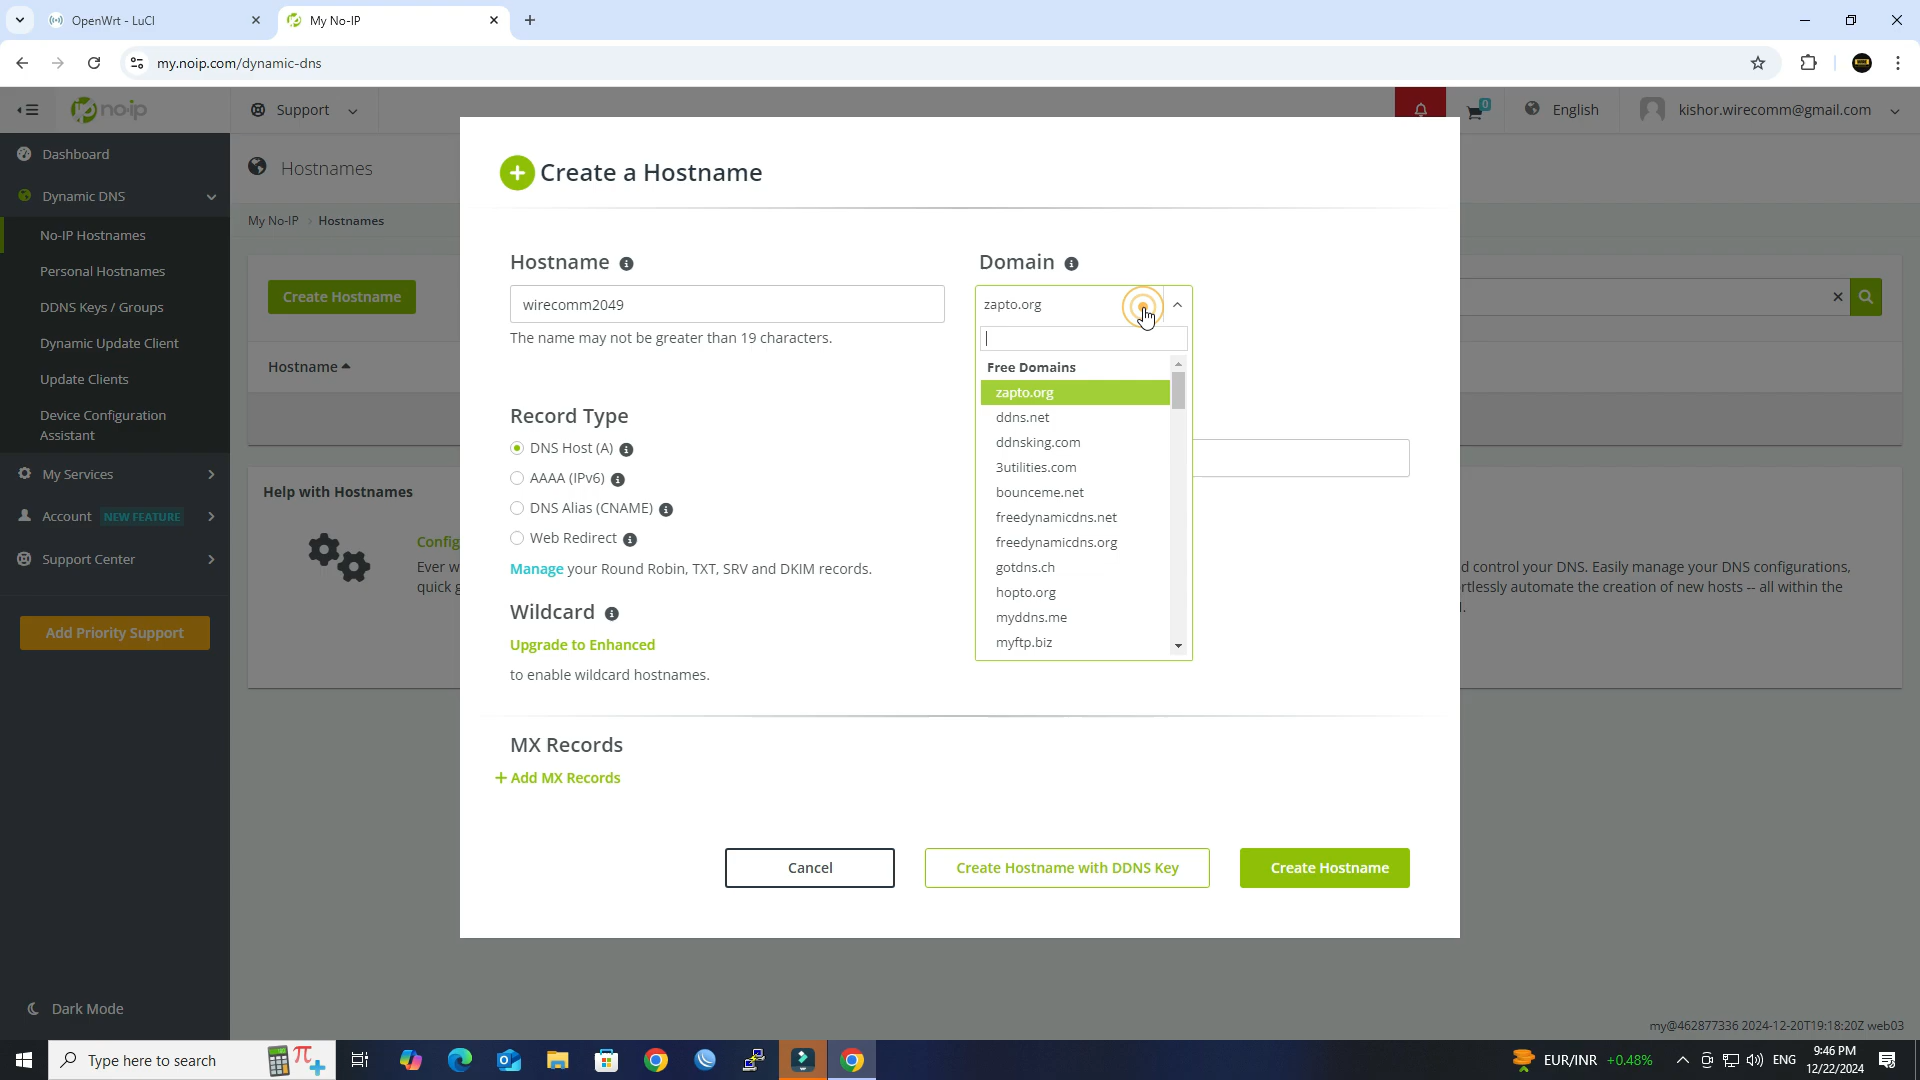 OpenWrt - LuCI
My No-IP
my.noip.com/dynamic-dns
no-ip
Support
0
English
kishor.wirecomm@gmail.com
Dashboard
Dynamic DNS
No-IP Hostnames
Personal Hostnames
DDNS Keys / Groups
Dynamic Update Client
Update Clients
Device Configuration
Assistant
My Services
Account NEW FEATURE
Support Center
Add Priority Support
Dark Mode
Hostnames
My No-IP Hostnames
Create Hostname
Hostname
Help with Hostnames
Config
Ever w
quick g
d control your DNS. Easily manage your DNS configurations,
rtlessly automate the creation of new hosts -- all within the
Create a Hostname
Hostname
wirecomm2049
The name may not be greater than 19 characters.
Domain
zapto.org
Free Domains
zapto.org
ddns.net
ddnsking.com
3utilities.com
bounceme.net
freedynamicdns.net
freedynamicdns.org
gotdns.ch
hopto.org
myddns.me
myftp.biz
Record Type
DNS Host (A)
AAAA (IPv6)
DNS Alias (CNAME)
Web Redirect
Manage your Round Robin, TXT, SRV and DKIM records.
Wildcard
Upgrade to Enhanced
to enable wildcard hostnames.
MX Records
+ Add MX Records
Cancel
Create Hostname with DDNS Key
Create Hostname
my@462877336 2024-12-20T19:18:20Z web03
Type here to search
EUR/INR +0.48%
ENG
9:46 PM
12/22/2024